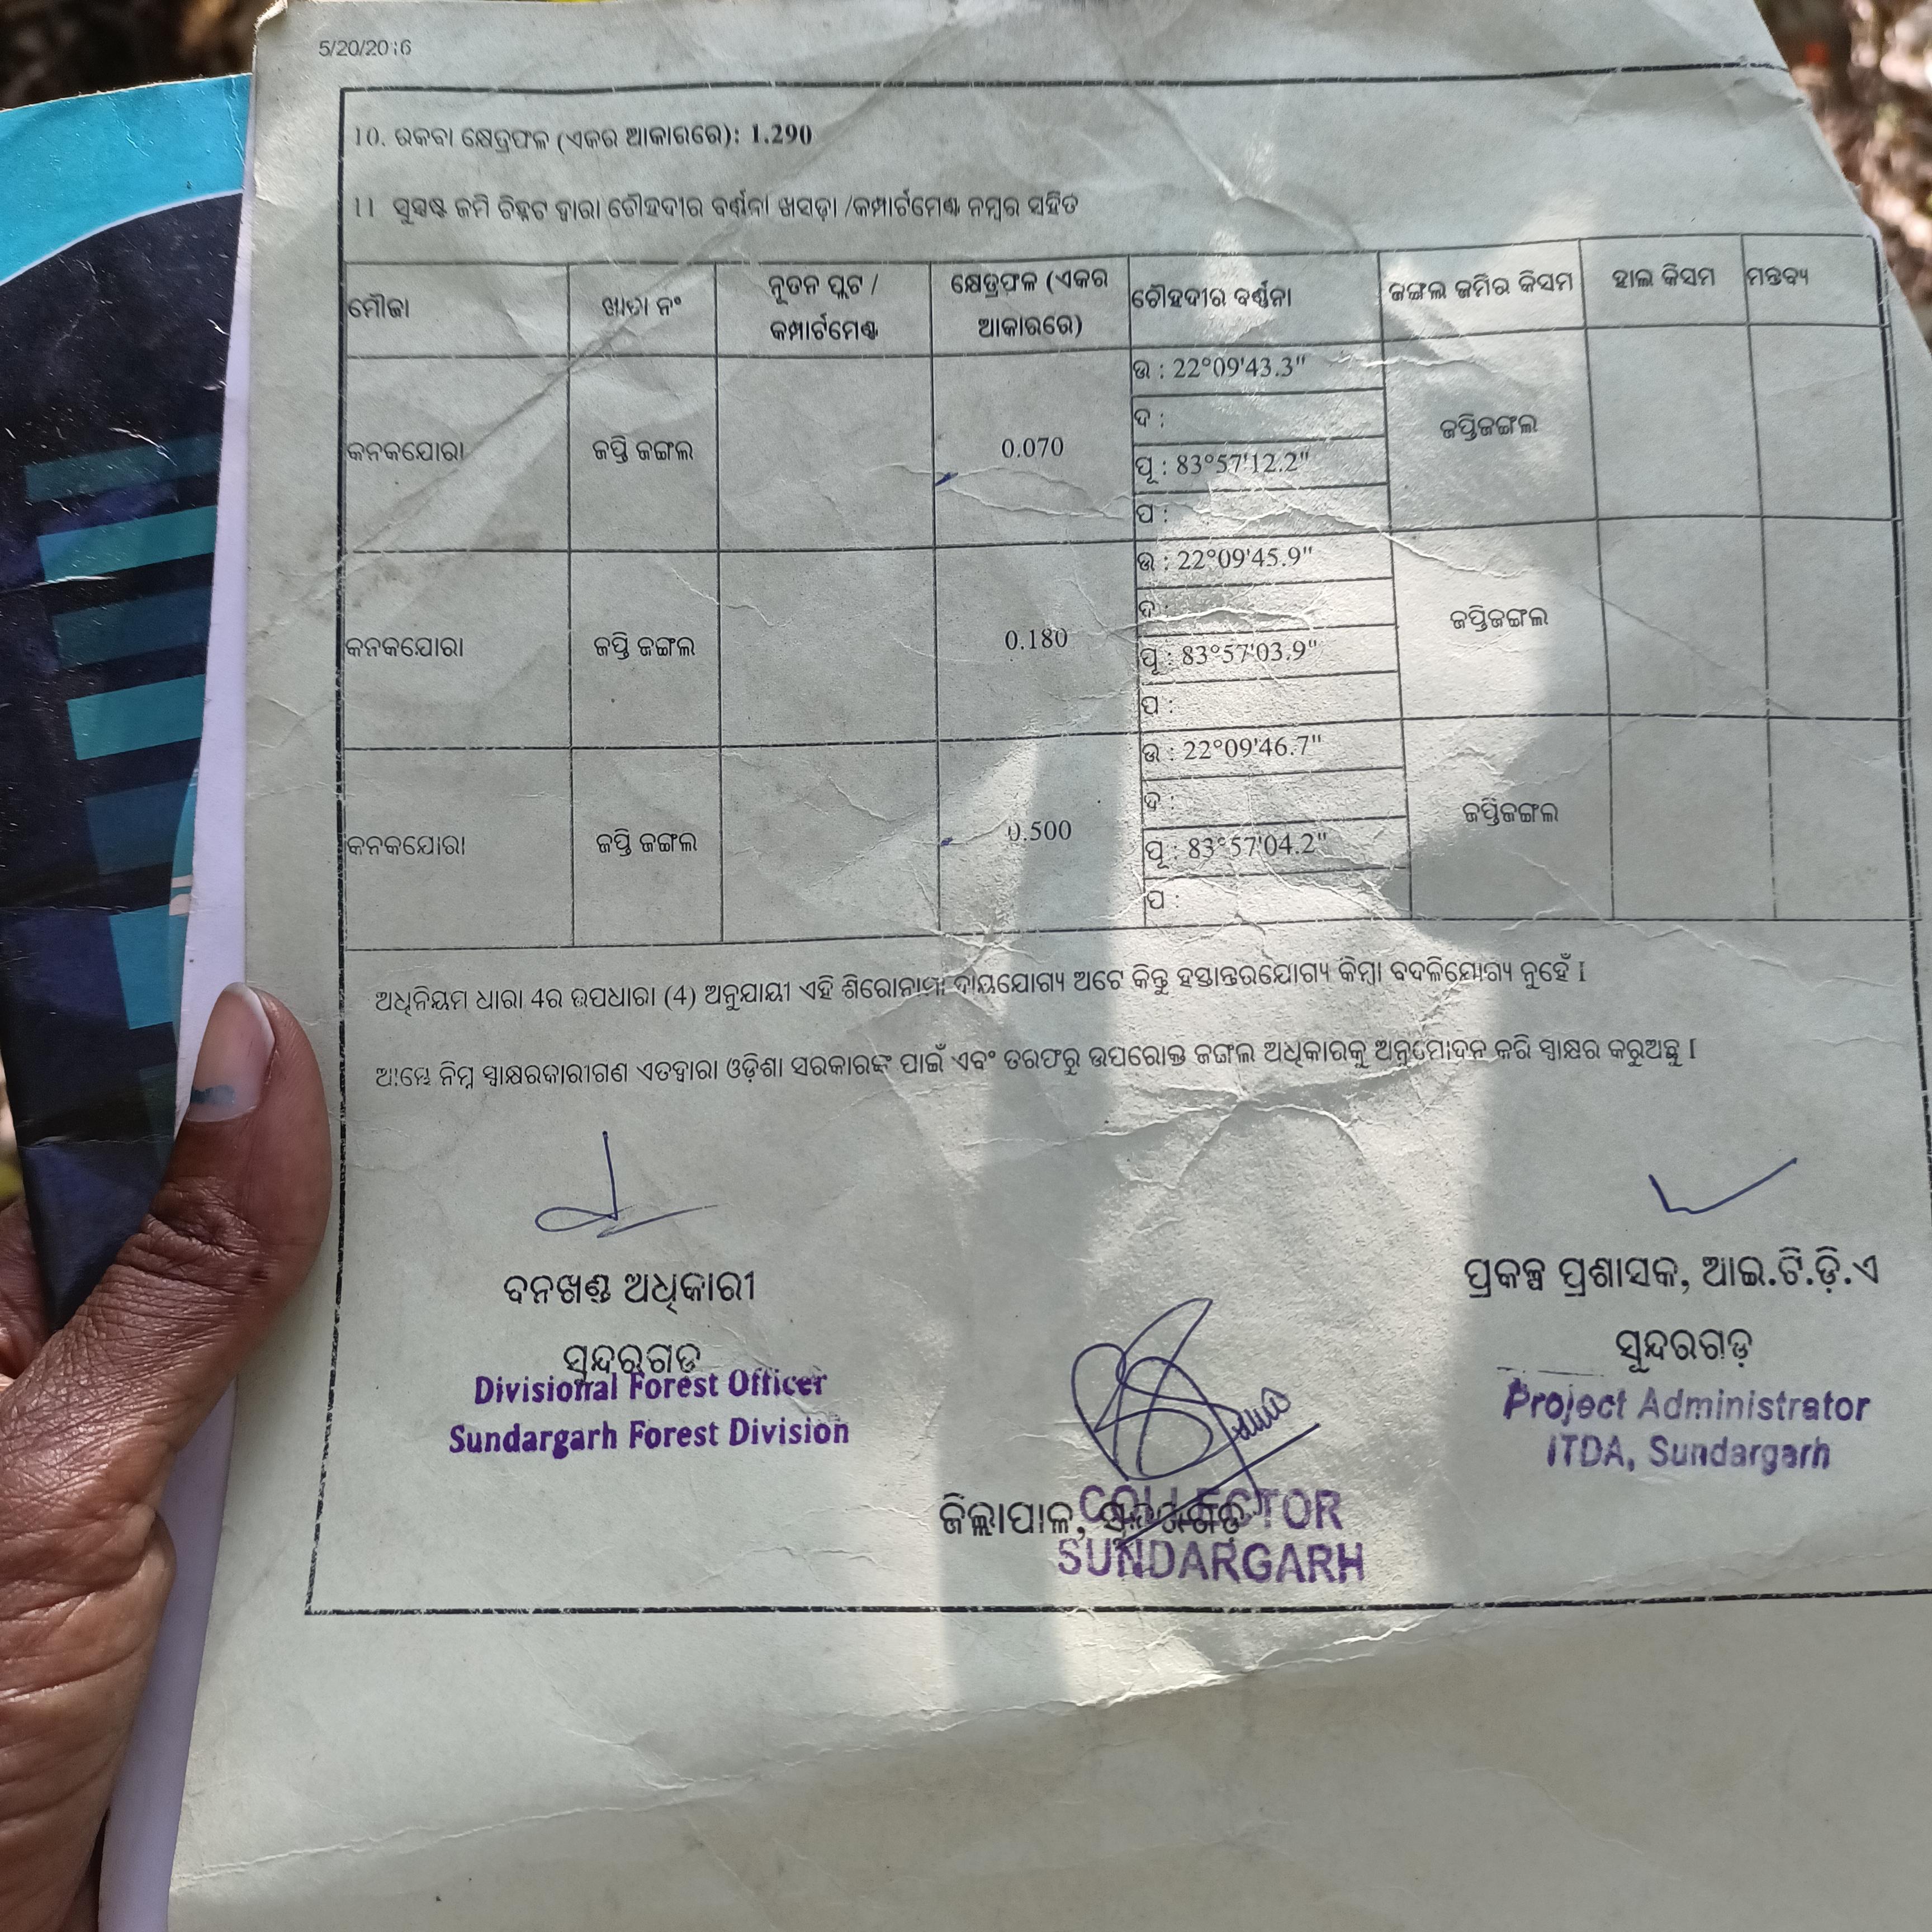 5/20/2016
10. ରକବା କ୍ଷେତ୍ରଫଳ (ଏକର ଆକାରରେ): 1.290
11 ସୁସ୍ପଷ୍ଟ ଜମି ଚିହ୍ନଟ ଦ୍ୱାରା ଚୌହଦୀର ବର୍ଣ୍ଣନା ଖସଡ଼ା /କମ୍ପାର୍ଟମେଣ୍ଟ ନମ୍ବର ସହିତ
ମୌଜା ଖାତା ନଂ ନୂତନ ପ୍ଲଟ / କମ୍ପାର୍ଟମେଣ୍ଟ କ୍ଷେତ୍ରଫଳ (ଏକର ଆକାରରେ) ଚୌହଦୀର ବର୍ଣ୍ଣନା ଜଙ୍ଗଲ ଜମିର କିସମ ହାଲ କିସମ ମନ୍ତବ୍ୟ
କନକଯୋରା ଜପ୍ତି ଜଙ୍ଗଲ 0.070 ଉ : 22°09'43.3" ଜପ୍ତିଜଙ୍ଗଲ
ଦ :
ପୂ : 83°57'12.2"
ପ :
କନକଯୋରା ଜପ୍ତି ଜଙ୍ଗଲ 0.180 ଉ : 22°09'45.9" ଜପ୍ତିଜଙ୍ଗଲ
ଦ :
ପୂ : 83°57'03.9"
ପ :
କନକଯୋରା ଜପ୍ତି ଜଙ୍ଗଲ 0.500 ଉ : 22°09'46.7" ଜପ୍ତିଜଙ୍ଗଲ
ଦ :
ପୂ : 83°57'04.2"
ପ :
ଅଧିନିୟମ ଧାରା 4ର ଉପଧାରା (4) ଅନୁଯାୟୀ ଏହି ଶିରୋନାମା ଦାୟଯୋଗ୍ୟ ଅଟେ କିନ୍ତୁ ହସ୍ତାନ୍ତରଯୋଗ୍ୟ କିମ୍ବା ବଦଳିଯୋଗ୍ୟ ନୁହେଁ I
ଆମ୍ଭେ ନିମ୍ନ ସ୍ୱାକ୍ଷରକାରୀଗଣ ଏତଦ୍ୱାରା ଓଡ଼ିଶା ସରକାରଙ୍କ ପାଇଁ ଏବଂ ତରଫରୁ ଉପରୋକ୍ତ ଜଙ୍ଗଲ ଅଧିକାରକୁ ଅନୁମୋଦନ କରି ସ୍ୱାକ୍ଷର କରୁଅଛୁ I
ବନଖଣ୍ଡ ଅଧିକାରୀ
ସୁନ୍ଦରଗଡ଼
Divisional Forest Officer
Sundargarh Forest Division
ପ୍ରକଳ୍ପ ପ୍ରଶାସକ, ଆଇ.ଟି.ଡ଼ି.ଏ
ସୁନ୍ଦରଗଡ଼
Project Administrator
ITDA, Sundargarh
ଜିଲ୍ଲାପାଳ, ସୁନ୍ଦରଗଡ଼
COLLECTOR
SUNDARGARH